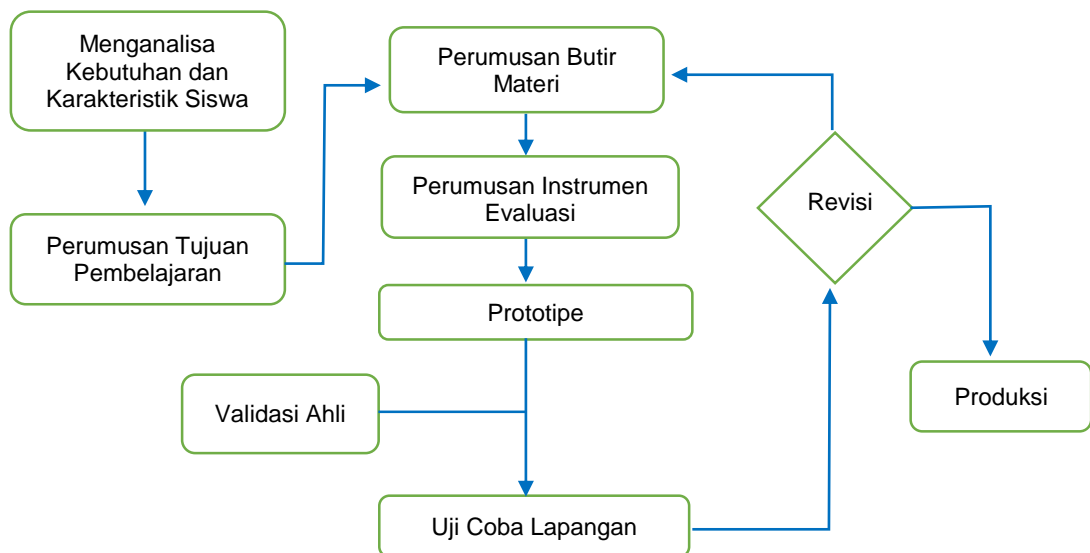 Menganalisa
Kebutuhan dan
Karakteristik Siswa
Perumusan Tujuan
Pembelajaran
Perumusan Butir
Materi
Perumusan Instrumen
Evaluasi
Prototipe
Validasi Ahli
Uji Coba Lapangan
Revisi
Produksi